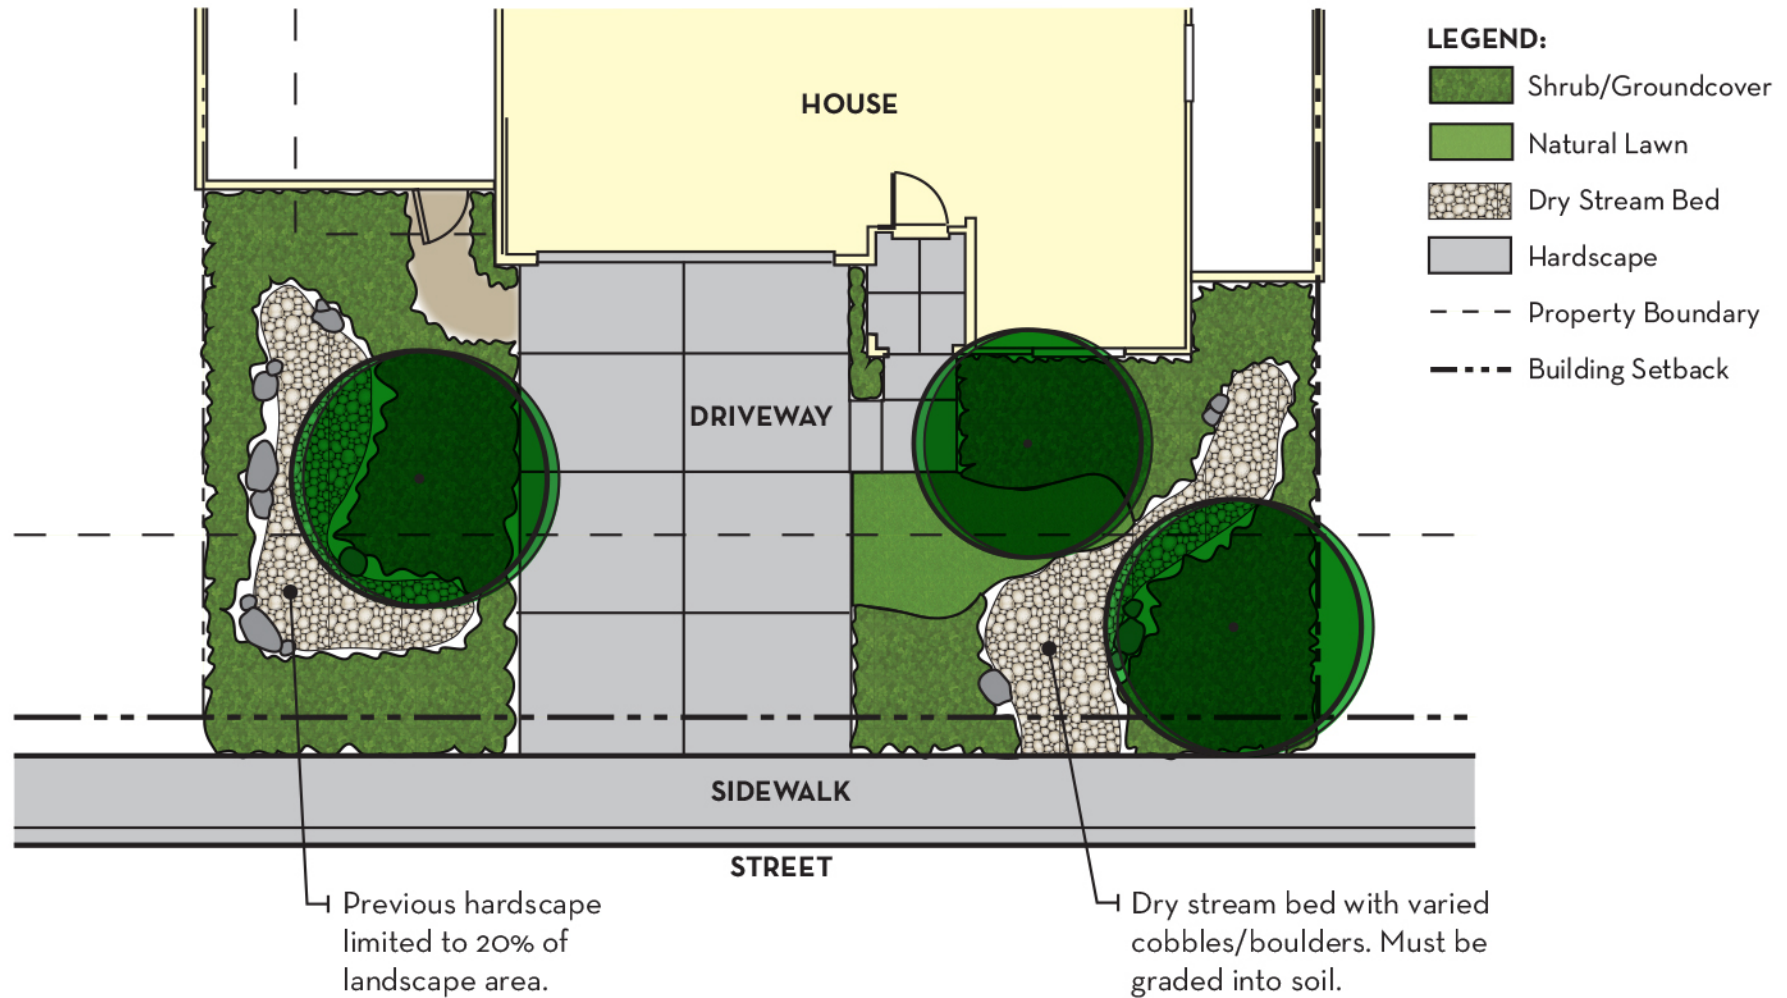 HOUSE
DRIVEWAY
SIDEWALK
STREET
LEGEND:
Shrub/Groundcover
Natural Lawn
Dry Stream Bed
Hardscape
Property Boundary
Building Setback
Previous hardscape
limited to 20% of
landscape area.
Dry stream bed with varied
cobbles/boulders. Must be
graded into soil.